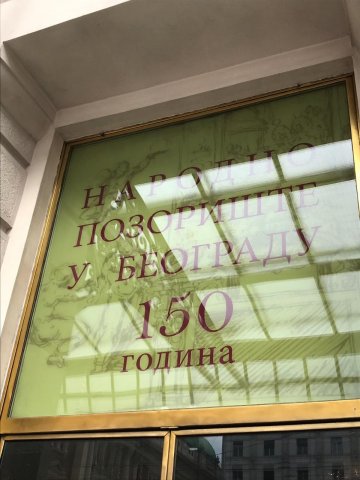 НАРОДНО
ПОЗОРИШТЕ
У БЕОГРАДУ
150
година